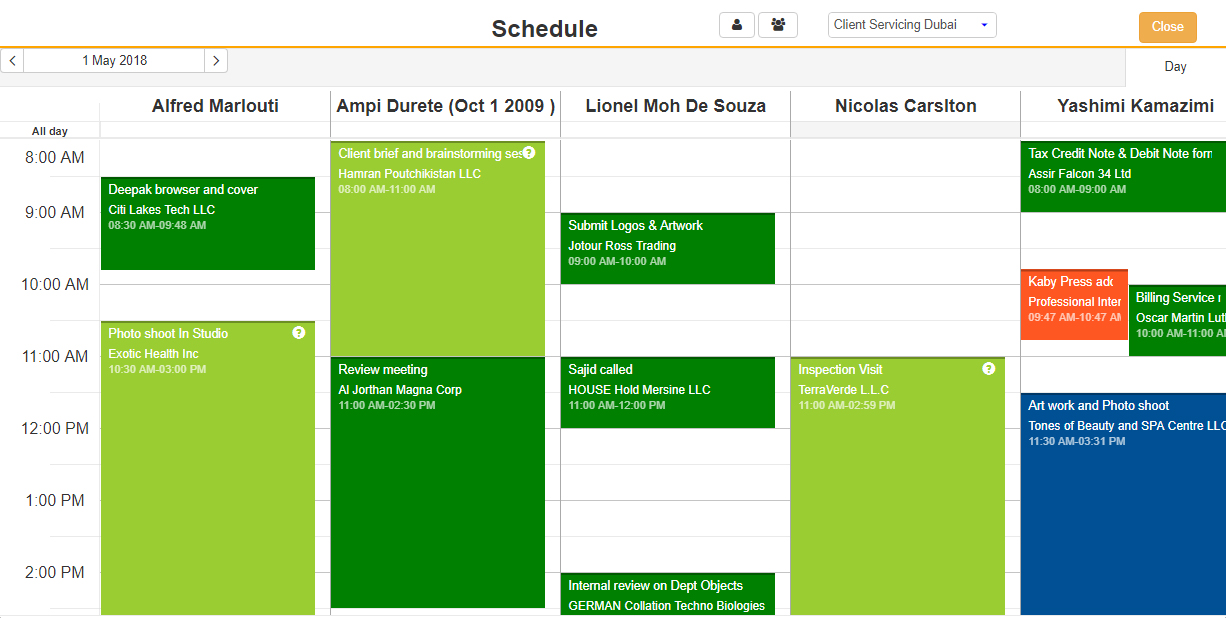 Schedule
Client Servicing Dubai
Close
1 May 2018
Day
Alfred Marlouti
Ampi Durete (Oct 1 2009 )
Lionel Moh De Souza
Nicolas Carslton
Yashimi Kamazimi
All day
8:00 AM
9:00 AM
10:00 AM
11:00 AM
12:00 PM
1:00 PM
2:00 PM
Deepak browser and cover
Citi Lakes Tech LLC
08:30 AM-09:48 AM
Photo shoot In Studio
Exotic Health Inc
10:30 AM-03:00 PM
Client brief and brainstorming ses
Hamran Poutchikistan LLC
08:00 AM-11:00 AM
Review meeting
Al Jorthan Magna Corp
11:00 AM-02:30 PM
Submit Logos & Artwork
Jotour Ross Trading
09:00 AM-10:00 AM
Sajid called
HOUSE Hold Mersine LLC
11:00 AM-12:00 PM
Internal review on Dept Objects
GERMAN Collation Techno Biologies
Inspection Visit
TerraVerde L.L.C
11:00 AM-02:59 PM
Tax Credit Note & Debit Note form
Assir Falcon 34 Ltd
08:00 AM-09:00 AM
Kaby Press
Professional Inter
09:47 AM-10:47 AM
Billing Service
Oscar Martin Lut
10:00 AM-11:00 AM
Art work and Photo shoot
Tones of Beauty and SPA Centre LLC
11:30 AM-03:31 PM